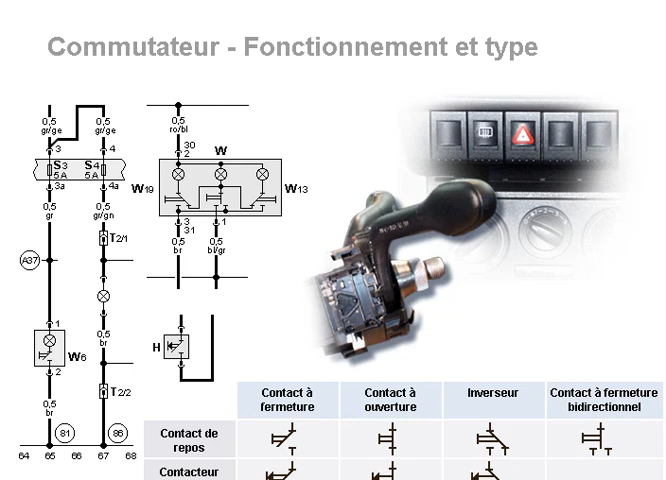 Commutateur - Fonctionnement et type
0,5 gr/ge
0,5 gr/ge
3
4
S3 5A
S4 5A
3a
4a
0,5 gr
0,5 gr/gn
T2/1
A37
1
W6
2
0,5 br
0,5 br
T2/2
81
86
64 65 66 67 68
0,5 ro/bl
30
2
W
W19
W13
3
31
1
0,5 br
0,5 bl/gr
H
Contact à fermeture
Contact à ouverture
Inverseur
Contact à fermeture bidirectionnel
Contact de repos
Contacteur